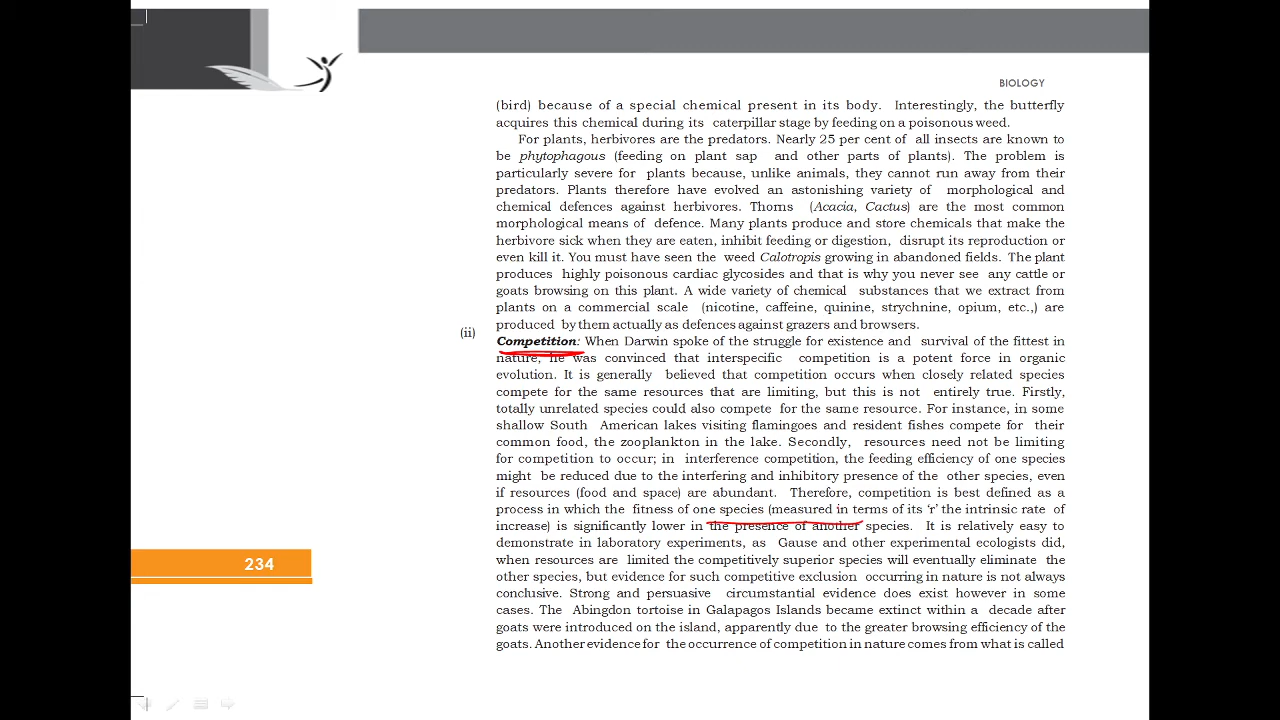 BIOLOGY
(bird) because of a special chemical present in its body. Interestingly, the butterfly
acquires this chemical during its caterpillar stage by feeding on a poisonous weed.
For plants, herbivores are the predators. Nearly 25 per cent of all insects are known to
be phytophagous (feeding on plant sap and other parts of plants). The problem is
particularly severe for plants because, unlike animals, they cannot run away from their
predators. Plants therefore have evolved an astonishing variety of morphological and
chemical defences against herbivores. Thorns (Acacia, Cactus) are the most common
morphological means of defence. Many plants produce and store chemicals that make the
herbivore sick when they are eaten, inhibit feeding or digestion, disrupt its reproduction or
even kill it. You must have seen the weed Calotropis growing in abandoned fields. The plant
produces highly poisonous cardiac glycosides and that is why you never see any cattle or
goats browsing on this plant. A wide variety of chemical substances that we extract from
plants on a commercial scale (nicotine, caffeine, quinine, strychnine, opium, etc.,) are
produced by them actually as defences against grazers and browsers.
(ii) Competition: When Darwin spoke of the struggle for existence and survival of the fittest in
nature, he was convinced that interspecific competition is a potent force in organic
evolution. It is generally believed that competition occurs when closely related species
compete for the same resources that are limiting, but this is not entirely true. Firstly,
totally unrelated species could also compete for the same resource. For instance, in some
shallow South American lakes visiting flamingoes and resident fishes compete for their
common food, the zooplankton in the lake. Secondly, resources need not be limiting
for competition to occur; in interference competition, the feeding efficiency of one species
might be reduced due to the interfering and inhibitory presence of the other species, even
if resources (food and space) are abundant. Therefore, competition is best defined as a
process in which the fitness of one species (measured in terms of its ‘r’ the intrinsic rate of
increase) is significantly lower in the presence of another species. It is relatively easy to
demonstrate in laboratory experiments, as Gause and other experimental ecologists did,
when resources are limited the competitively superior species will eventually eliminate the
other species, but evidence for such competitive exclusion occurring in nature is not always
conclusive. Strong and persuasive circumstantial evidence does exist however in some
cases. The Abingdon tortoise in Galapagos Islands became extinct within a decade after
goats were introduced on the island, apparently due to the greater browsing efficiency of the
goats. Another evidence for the occurrence of competition in nature comes from what is called
234